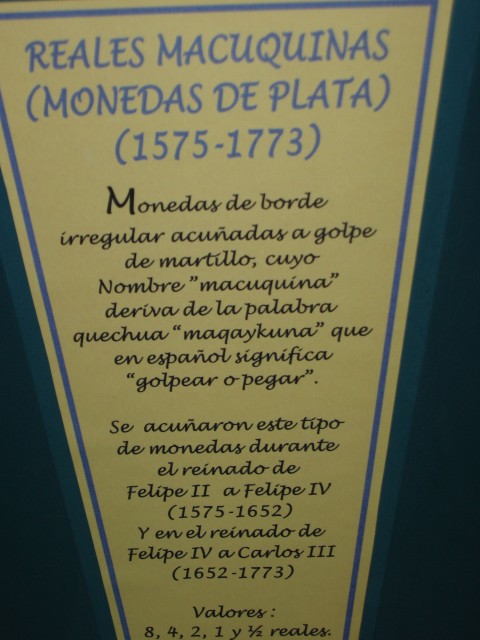 REALES MACUQUINAS
(MONEDAS DE PLATA)
(1575-1773)
Monedas de borde
irregular acuñadas a golpe
de martillo, cuyo
Nombre "macuquina"
deriva de la palabra
quechua "maqaykuna" que
en español significa
"golpear o pegar".
Se acuñaron este tipo
de monedas durante
el reinado de
Felipe II a Felipe IV
(1575-1652)
Y en el reinado de
Felipe IV a Carlos III
(1652-1773)
Valores :
8, 4, 2, 1 y ½ reales.